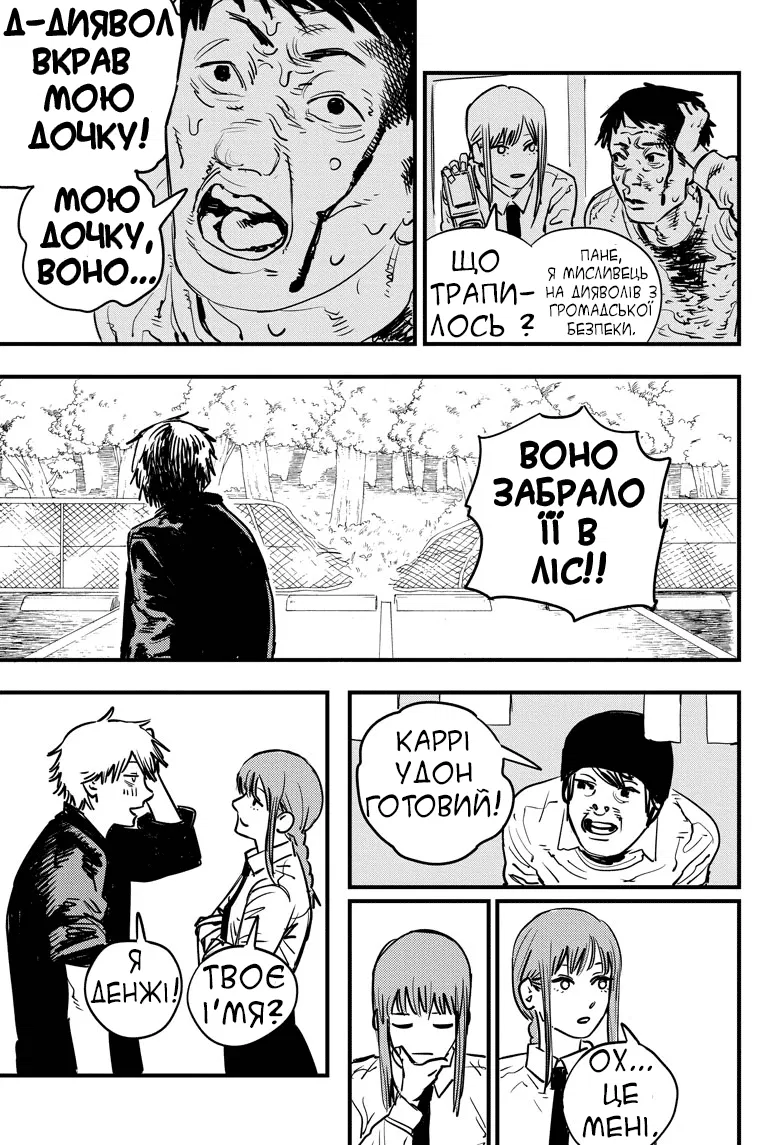 ПАНЕ,
Я МИСЛИВЕЦЬ
НА ДИЯВОЛІВ З
ГРОМАДСЬКОЇ
БЕЗПЕКИ.
ЩО
ТРАПИ-
ЛОСЬ ?
Д-ДИЯВОЛ
ВКРАВ
МОЮ
ДОЧКУ!
МОЮ
ДОЧКУ,
ВОНО...
ВОНО
ЗАБРАЛО
ЇЇ В
ЛІС!!
КАРРІ
УДОН
ГОТОВИЙ!
ОХ...
ЦЕ
МЕНІ.
ТВОЄ
І'МЯ?
Я
ДЕНЖІ!